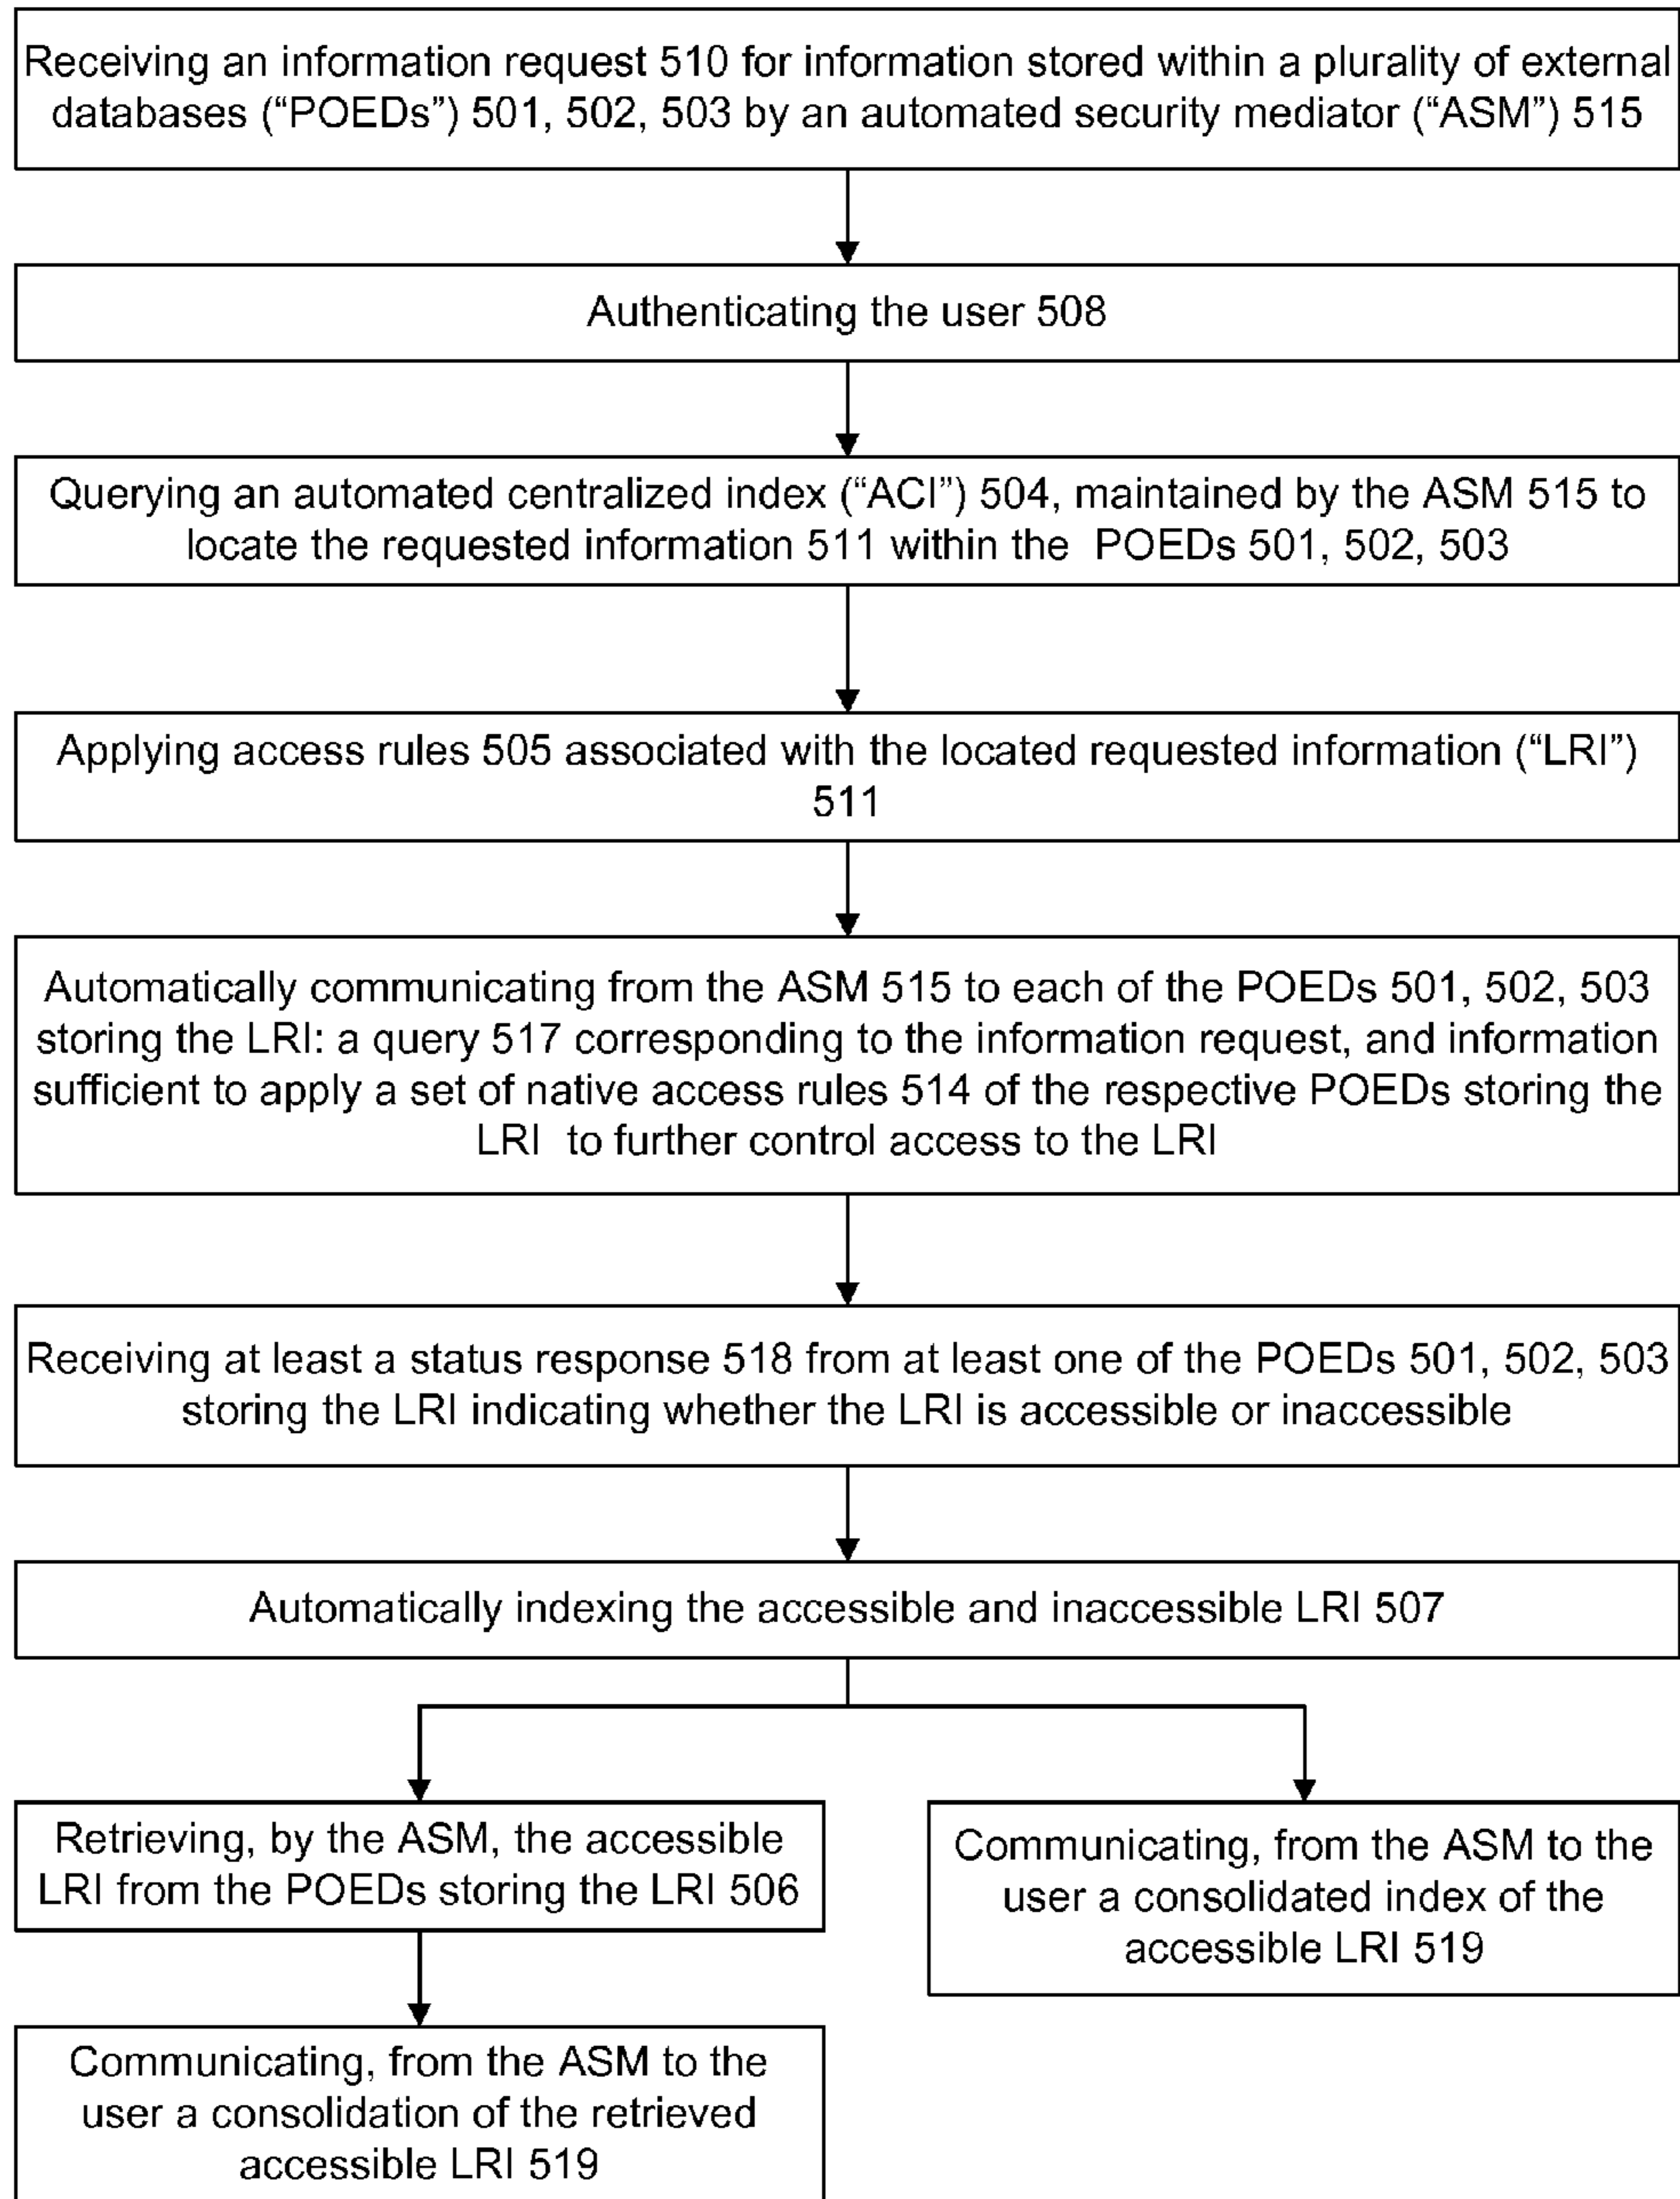 Receiving an information request 510 for information stored within a plurality of external
databases (“POEDs”) 501, 502, 503 by an automated security mediator (“ASM”) 515
Authenticating the user 508
Querying an automated centralized index (“ACI”) 504, maintained by the ASM 515 to
locate the requested information 511 within the POEDs 501, 502, 503
Applying access rules 505 associated with the located requested information (“LRI”)
511
Automatically communicating from the ASM 515 to each of the POEDs 501, 502, 503
storing the LRI: a query 517 corresponding to the information request, and information
sufficient to apply a set of native access rules 514 of the respective POEDs storing the
LRI to further control access to the LRI
Receiving at least a status response 518 from at least one of the POEDs 501, 502, 503
storing the LRI indicating whether the LRI is accessible or inaccessible
Automatically indexing the accessible and inaccessible LRI 507
Retrieving, by the ASM, the accessible
LRI from the POEDs storing the LRI 506
Communicating, from the ASM to the
user a consolidated index of the
accessible LRI 519
Communicating, from the ASM to the
user a consolidation of the retrieved
accessible LRI 519